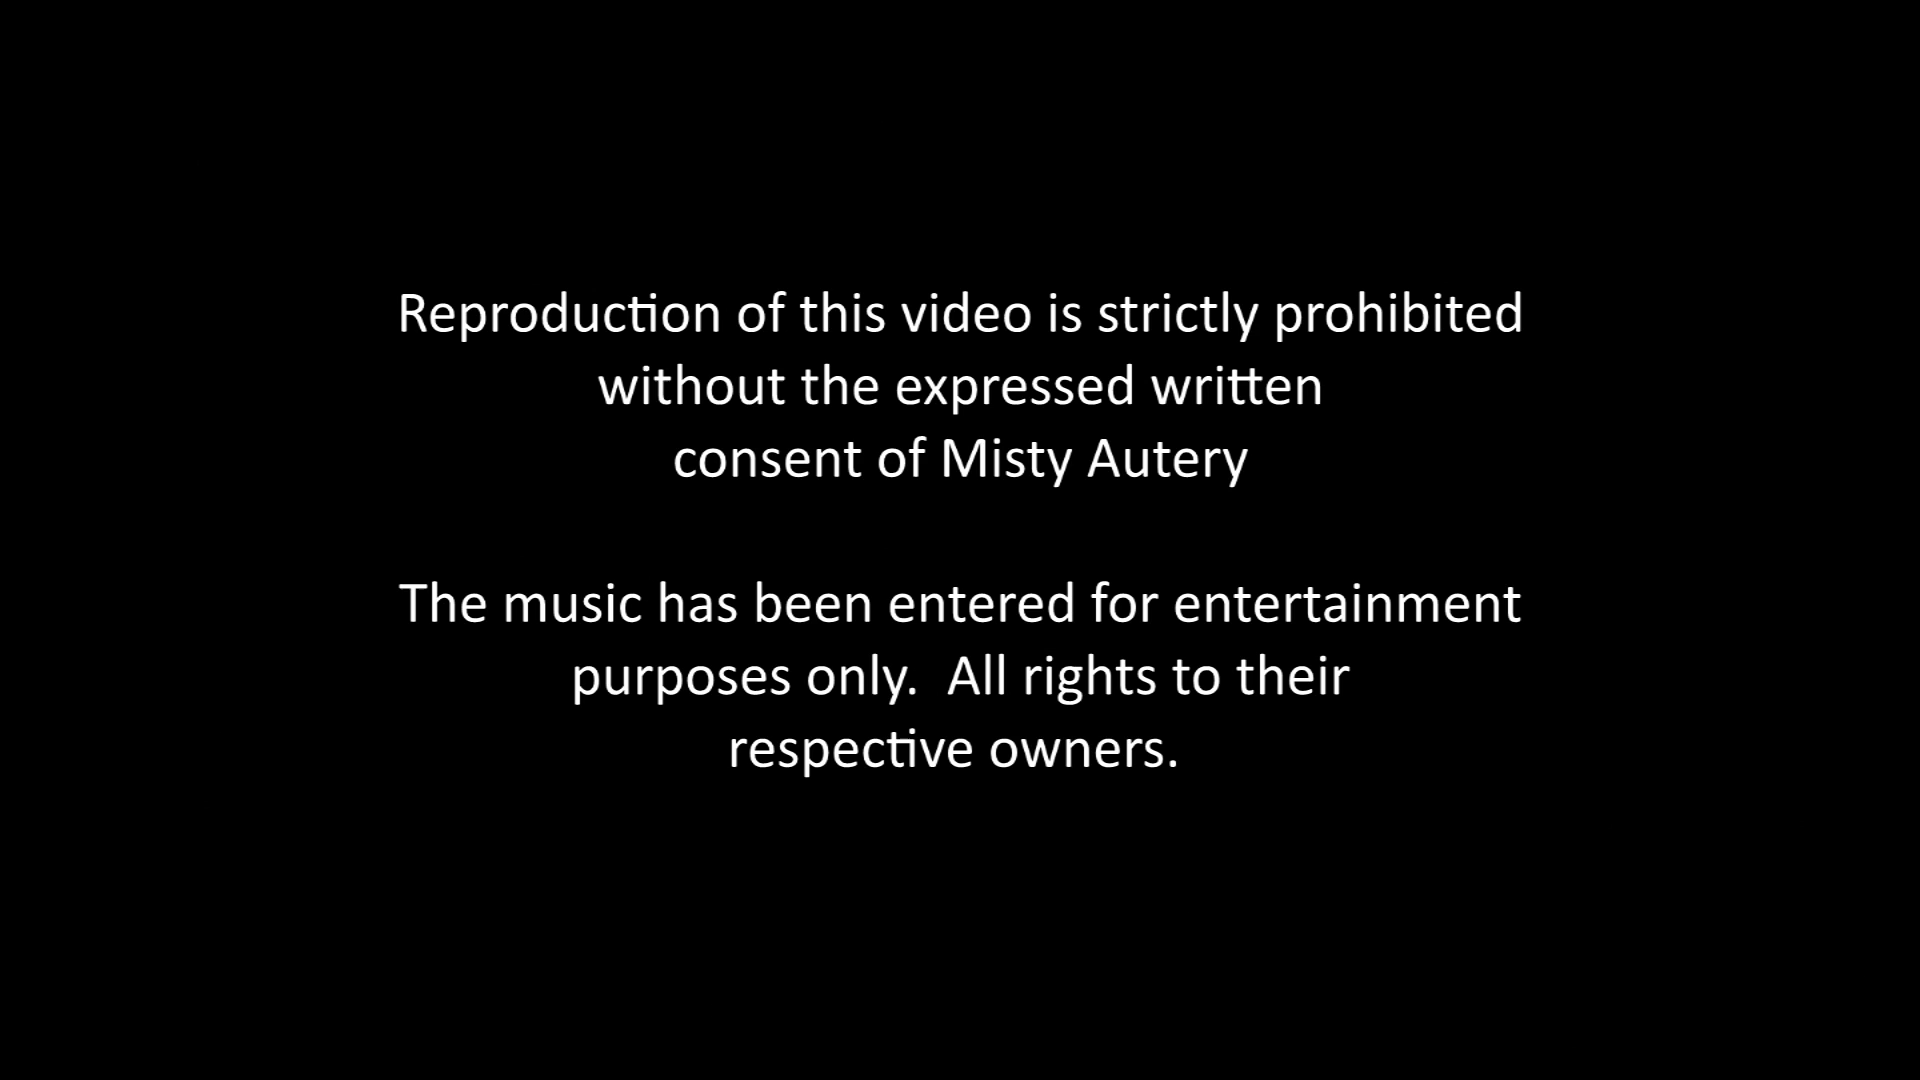 Reproduction of this video is strictly prohibited
without the expressed written
consent of Misty Autery
The music has been entered for entertainment
purposes only.  All rights to their
respective owners.